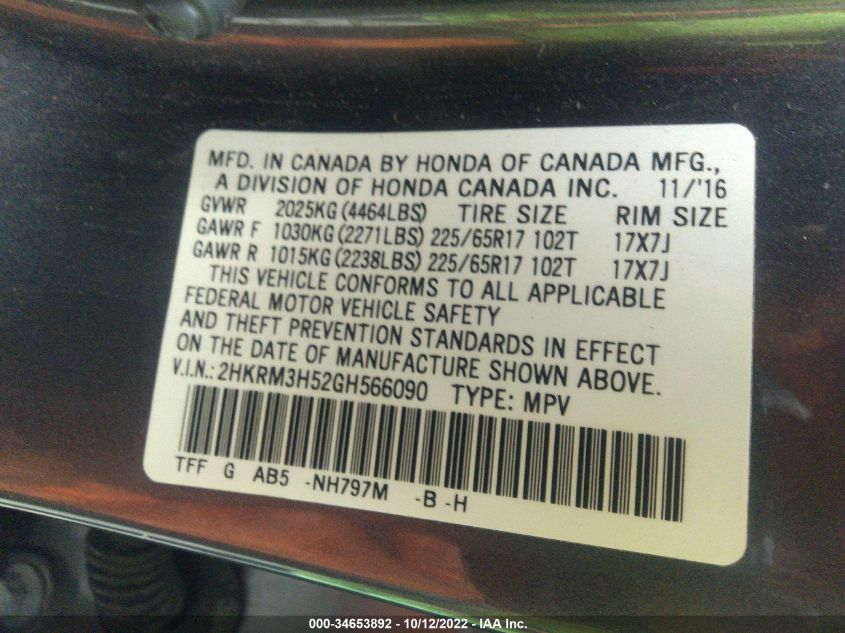 MFD. IN CANADA BY HONDA OF CANADA MFG.,
A DIVISION OF HONDA CANADA INC. 11/'16
GVWR 2025KG (4464LBS) TIRE SIZE RIM SIZE
GAWR F 1030KG (2271LBS) 225/65R17 102T 17X7J
GAWR R 1015KG (2238LBS) 225/65R17 102T 17X7J
THIS VEHICLE CONFORMS TO ALL APPLICABLE
FEDERAL MOTOR VEHICLE SAFETY
AND THEFT PREVENTION STANDARDS IN EFFECT
ON THE DATE OF MANUFACTURE SHOWN ABOVE.
V.I.N.: 2HKRM3H52GH566090 TYPE: MPV
TFF G AB5 -NH797M -B -H
000-34653892 - 10/12/2022 - IAA Inc.